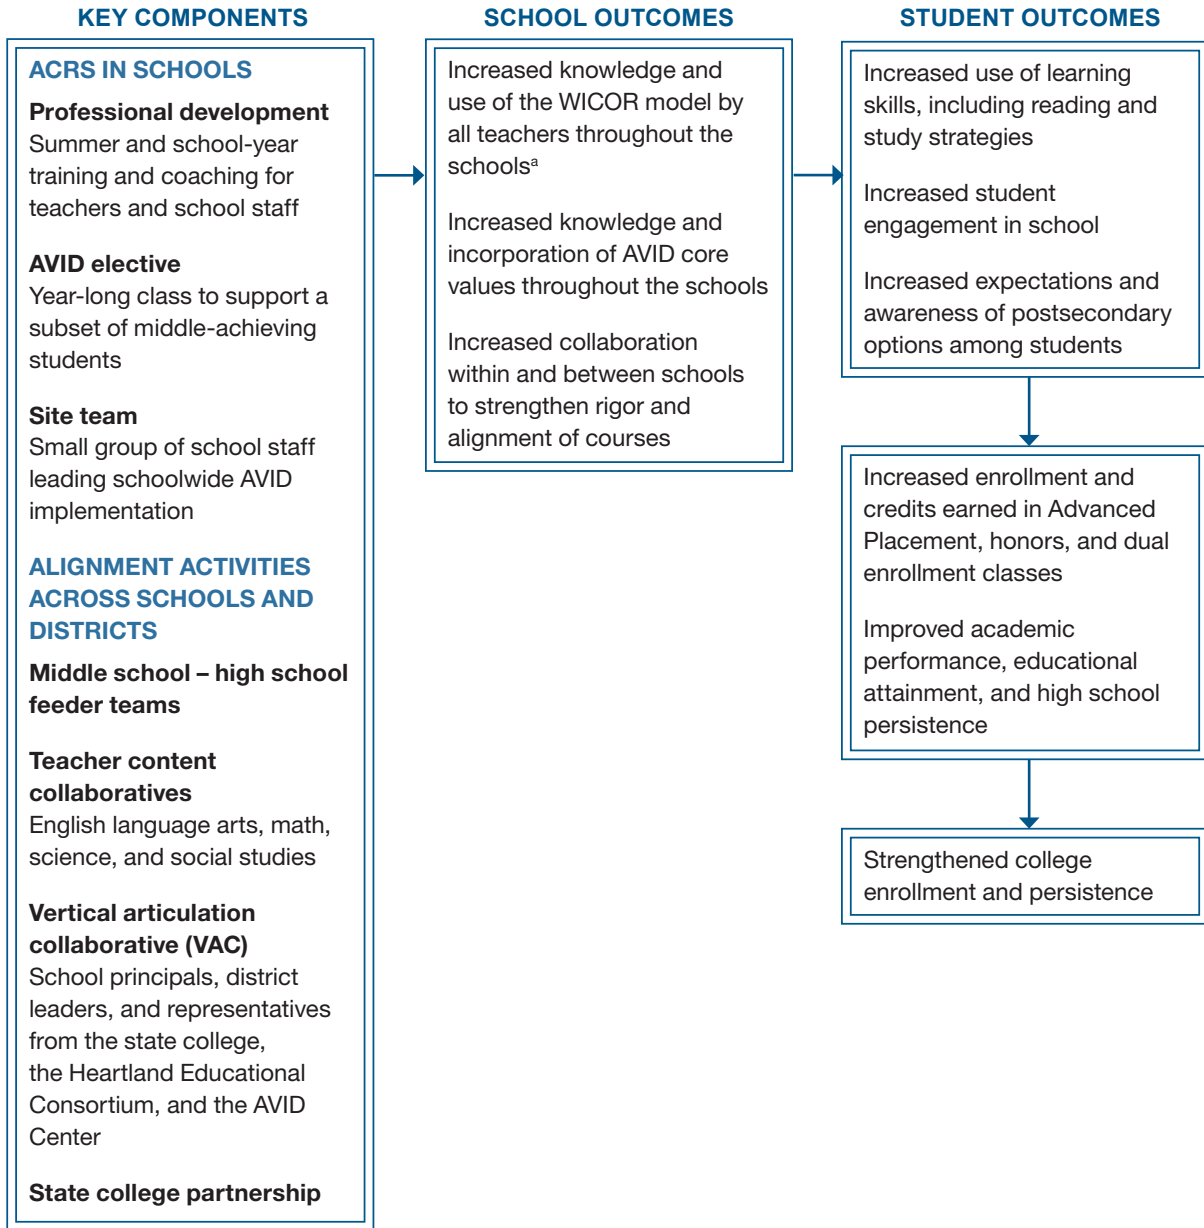 KEY COMPONENTS
ACRS IN SCHOOLS
Professional development
Summer and school-year
training and coaching for
teachers and school staff
AVID elective
Year-long class to support a
subset of middle-achieving
students
Site team
Small group of school staff
leading schoolwide AVID
implementation
ALIGNMENT ACTIVITIES
ACROSS SCHOOLS AND
DISTRICTS
Middle school – high school
feeder teams
Teacher content
collaboratives
English language arts, math,
science, and social studies
Vertical articulation
collaborative (VAC)
School principals, district
leaders, and representatives
from the state college,
the Heartland Educational
Consortium, and the AVID
Center
State college partnership
SCHOOL OUTCOMES
Increased knowledge and
use of the WICOR model by
all teachers throughout the
schoolsᵃ
Increased knowledge and
incorporation of AVID core
values throughout the schools
Increased collaboration
within and between schools
to strengthen rigor and
alignment of courses
STUDENT OUTCOMES
Increased use of learning
skills, including reading and
study strategies
Increased student
engagement in school
Increased expectations and
awareness of postsecondary
options among students
Increased enrollment and
credits earned in Advanced
Placement, honors, and dual
enrollment classes
Improved academic
performance, educational
attainment, and high school
persistence
Strengthened college
enrollment and persistence